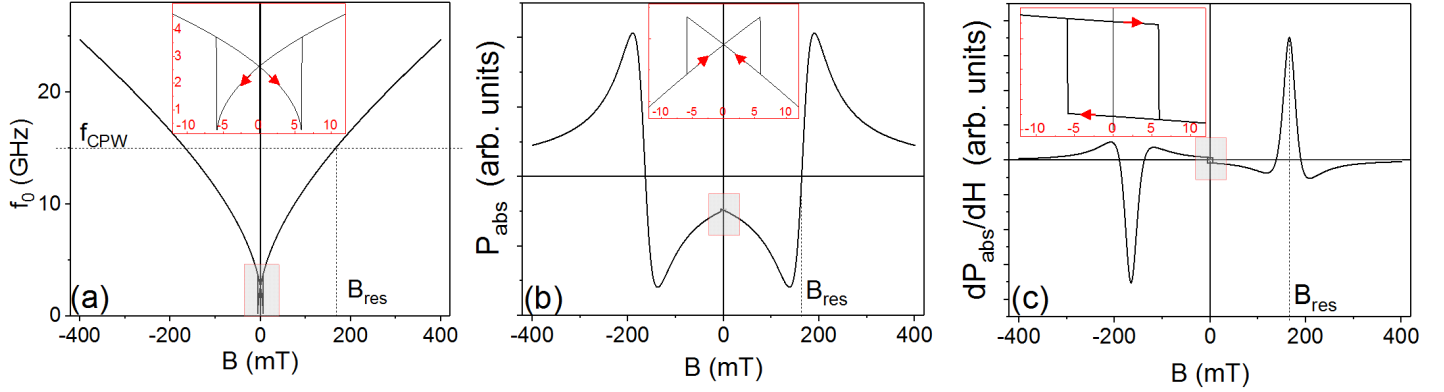 f₀ (GHz)
20
10
0
f_CPW
4
3
2
1
-10 -5 0 5 10
(a)
B_res
-400 -200 0 200 400
B (mT)
P_abs (arb. units)
-10 -5 0 5 10
(b)
B_res
-400 -200 0 200 400
B (mT)
dP_abs/dH (arb. units)
-10 -5 0 5 10
(c)
B_res
-400 -200 0 200 400
B (mT)